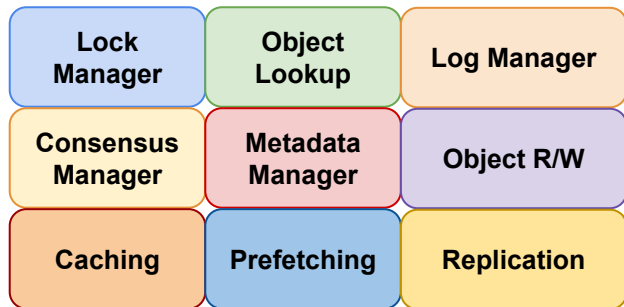 Lock
Manager
Object
Lookup
Log Manager
Consensus
Manager
Metadata
Manager
Object R/W
Caching
Prefetching
Replication